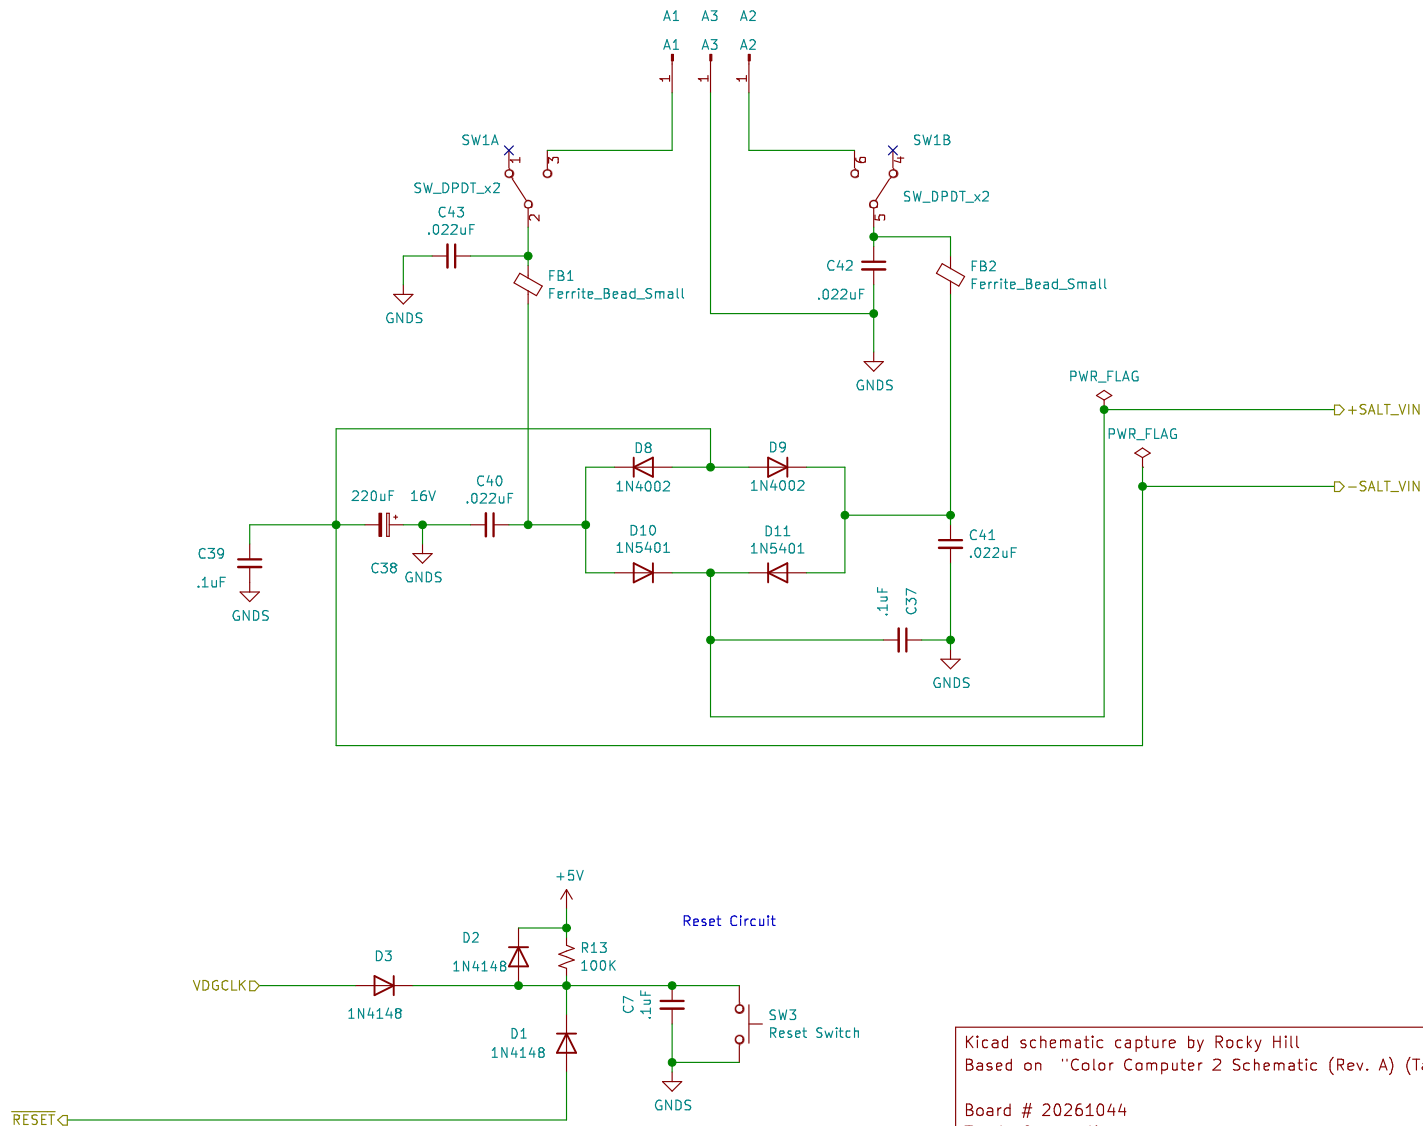 A1 A3 A2
A1 A3 A2
1 1 1
SW1A
1
3
SW_DPDT_x2
2
SW1B
6
4
SW_DPDT_x2
5
C43
.022uF
GNDS
FB1
Ferrite_Bead_Small
C42
.022uF
FB2
Ferrite_Bead_Small
GNDS
PWR_FLAG
+SALT_VIN
PWR_FLAG
-SALT_VIN
D8
1N4002
D9
1N4002
C40
.022uF
220uF 16V
+
C38
GNDS
D10
1N5401
D11
1N5401
C41
.022uF
C39
.1uF
GNDS
.1uF
C37
GNDS
+5V
Reset Circuit
D2
1N4148
R13
100K
D3
1N4148
VDGCLK
C7
.1uF
SW3
Reset Switch
D1
1N4148
GNDS
RESET
Kicad schematic capture by Rocky Hill
Based on "Color Computer 2 Schematic (Rev. A) (Ta
Board # 20261044